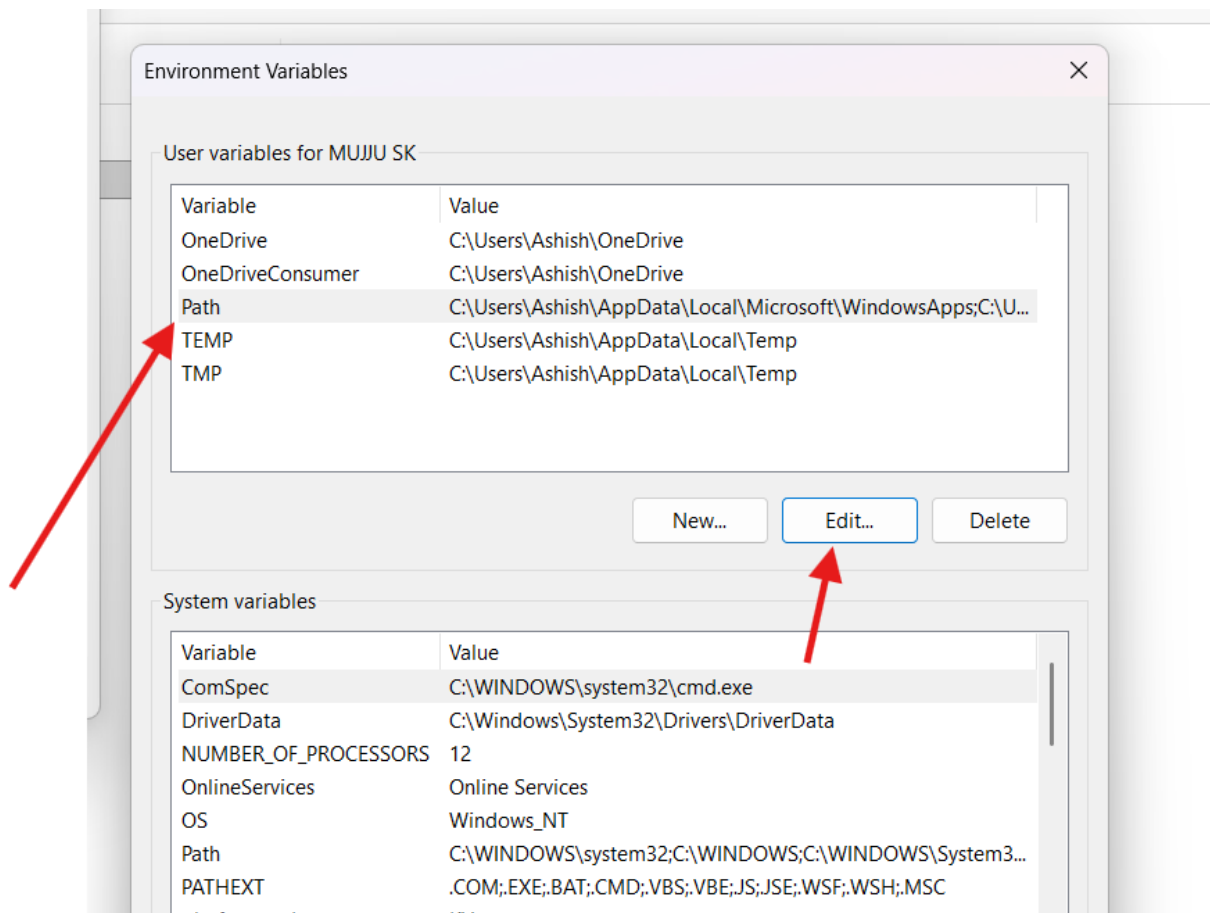 Environment Variables
User variables for MUJJU SK
Variable Value
OneDrive C:\Users\Ashish\OneDrive
OneDriveConsumer C:\Users\Ashish\OneDrive
Path C:\Users\Ashish\AppData\Local\Microsoft\WindowsApps;C:\U...
TEMP C:\Users\Ashish\AppData\Local\Temp
TMP C:\Users\Ashish\AppData\Local\Temp
New... Edit... Delete
System variables
Variable Value
ComSpec C:\WINDOWS\system32\cmd.exe
DriverData C:\Windows\System32\Drivers\DriverData
NUMBER_OF_PROCESSORS 12
OnlineServices Online Services
OS Windows_NT
Path C:\WINDOWS\system32;C:\WINDOWS;C:\WINDOWS\System3...
PATHEXT .COM;.EXE;.BAT;.CMD;.VBS;.VBE;.JS;.JSE;.WSF;.WSH;.MSC